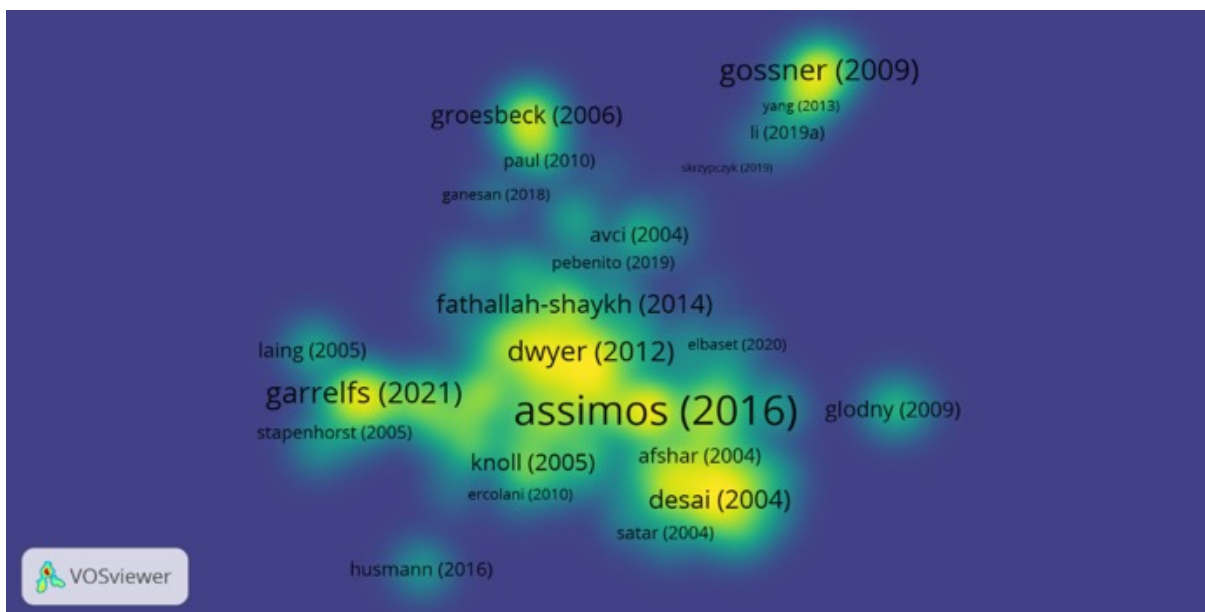 gossner (2009)
yang (2013)
groesbeck (2006)
li (2019a)
paul (2010)
skrzypczyk (2019)
ganesan (2018)
avci (2004)
pebenito (2019)
fathallah-shaykh (2014)
elbaset (2020)
laing (2005)
dwyer (2012)
garrelfs (2021)
assimos (2016)
glodny (2009)
stapenhorst (2005)
afshar (2004)
knoll (2005)
ercolani (2010)
desai (2004)
satar (2004)
husmann (2016)
VOSviewer